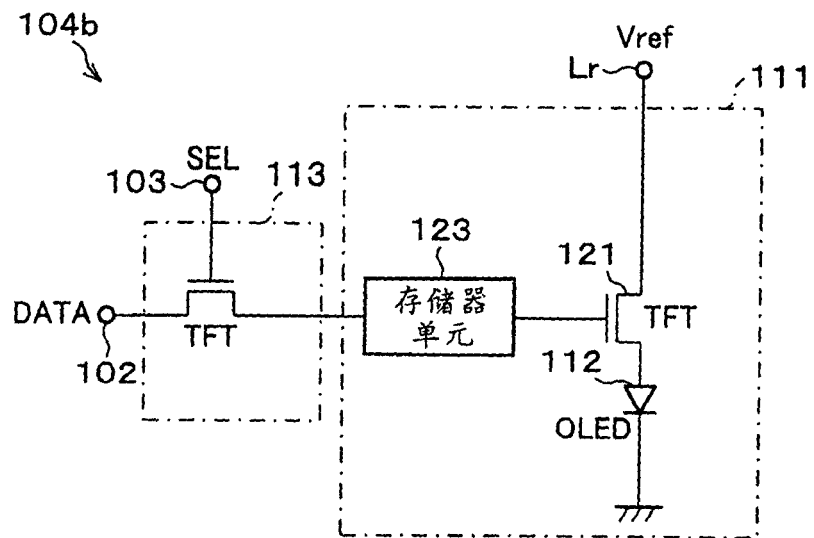 104b
Vref
Lr
111
SEL
103
113
123
121
存储器
单元
DATA
TFT
TFT
102
112
OLED